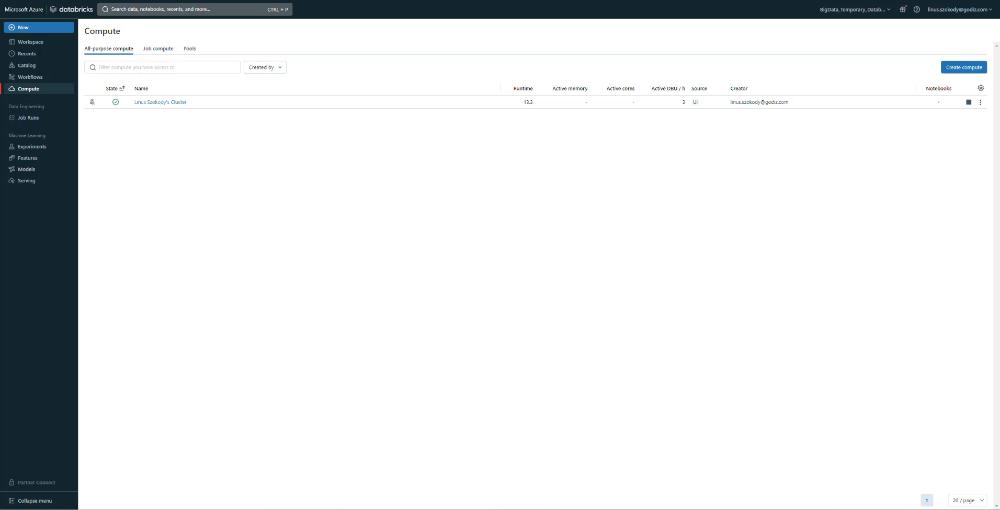 Microsoft Azure databricks Search data, notebooks, recents, and more... CTRL + P BigData_Temporary_Datab... linus.szokody@godiz.com
New
Workspace
Recents
Catalog
Workflows
Compute
Data Engineering
Job Runs
Machine Learning
Experiments
Features
Models
Serving
Partner Connect
Collapse menu
Compute
All-purpose compute Job compute Pools
Filter compute you have access to Created by Create compute
State Name Runtime Active memory Active cores Active DBU / h Source Creator Notebooks
Linus Szokody's Cluster 13.3 - - 3 UI linus.szokody@godiz.com -
1 20 / page